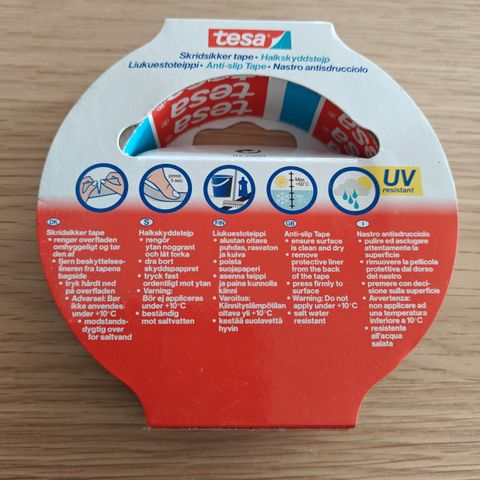 tesa
Skridsikker tape • Halkskyddstejp
Liukuestoteippi • Anti-slip Tape • Nastro antisdrucciolo
tesa
tesa
press
5 sec.
Max.
+50°C
UV
resistant
DK
Skridsikker tape
• rengør overfladen
omhyggeligt og tør
den af
• fjern beskyttelses-
filmeren fra tapens
bagside
• tryk hårdt ned
på overfladen
• Advarsel: Bør
ikke anvendes
under +10°C
• modstands-
dygtig over
for saltvand
S
Halkskyddstejp
• rengör
ytan noggrant
och låt torka
• dra bort
skyddspappret
• tryck fast
ordentligt mot ytan
• Varning:
Bör ej appliceras
under +10°C
• beständig
mot saltvatten
FIN
Liukuestoteippi
• alustan oltava
puhdas, rasvaton
ja kuiva
• poista
suojapaperi
• asenna teippi
ja paina kunnolla
kiinni
• Varoitus:
Kiinnityslämpötilan
oltava yli +10°C
• kestää suolavettä
hyvin
GB
Anti-slip Tape
• ensure surface
is clean and dry
• remove
protective liner
from the back of
the tape
• press firmly to
surface
• Warning: Do not
apply under +10°C
• salt water
resistant
I
Nastro antisdrucciolo
• pulire ed asciugare
attentamente la
superficie
• rimuovere la pellicola
protettiva dal dorso
del nastro
• premere con deci-
sione sulla superficie
• Avvertenza:
non applicare ad
una temperatura
inferiore a 10°C
• resistente
all'acqua
salata